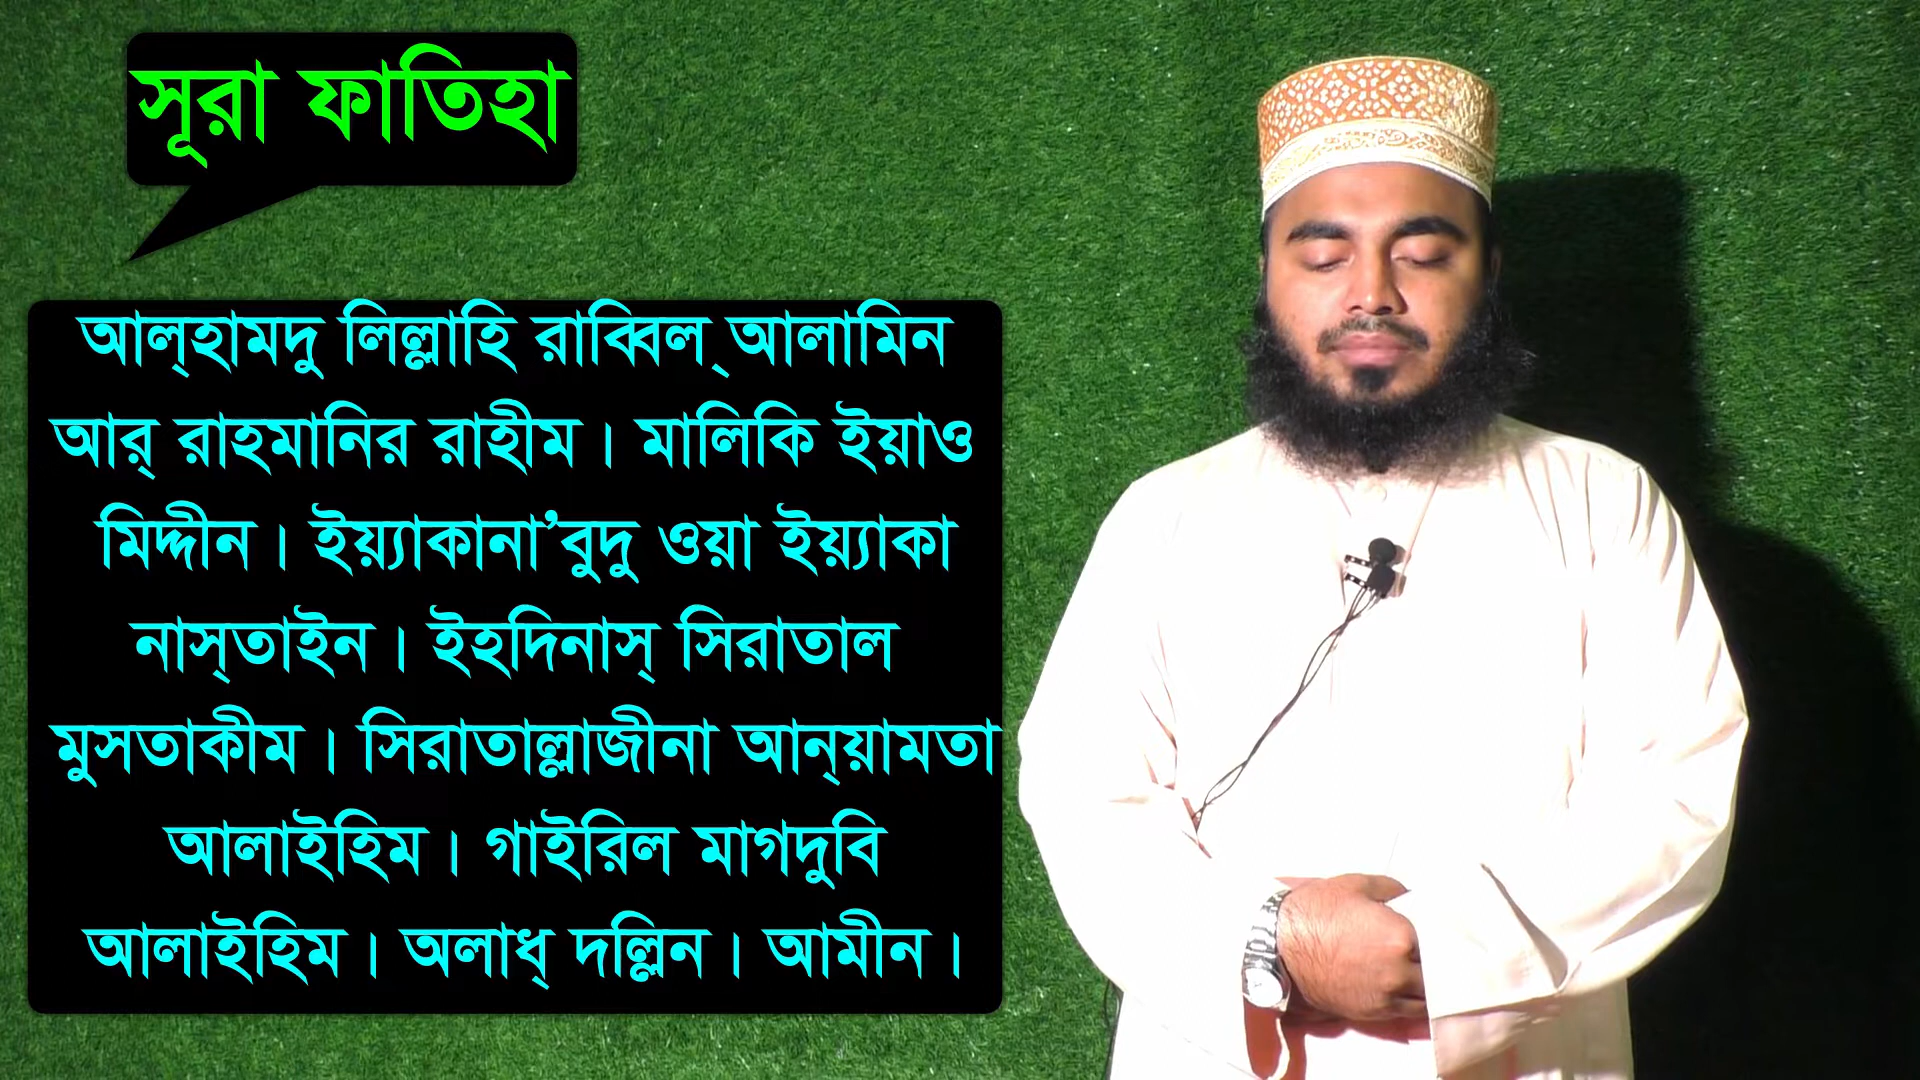 সূরা ফাতিহা
আল্‌হামদু লিল্লাহি রাব্বিল্‌ আলামিন
আর্‌ রাহমানির রাহীম। মালিকি ইয়াও
মিদ্দীন। ইয়্যাকানা’বুদু ওয়া ইয়্যাকা
নাস্‌তাইন। ইহদিনাস্‌ সিরাতাল
মুসতাকীম। সিরাতাল্লাজীনা আন্‌য়ামতা
আলাইহিম। গাইরিল মাগদুবি
আলাইহিম। অলাধ্‌ দল্লিন। আমীন।